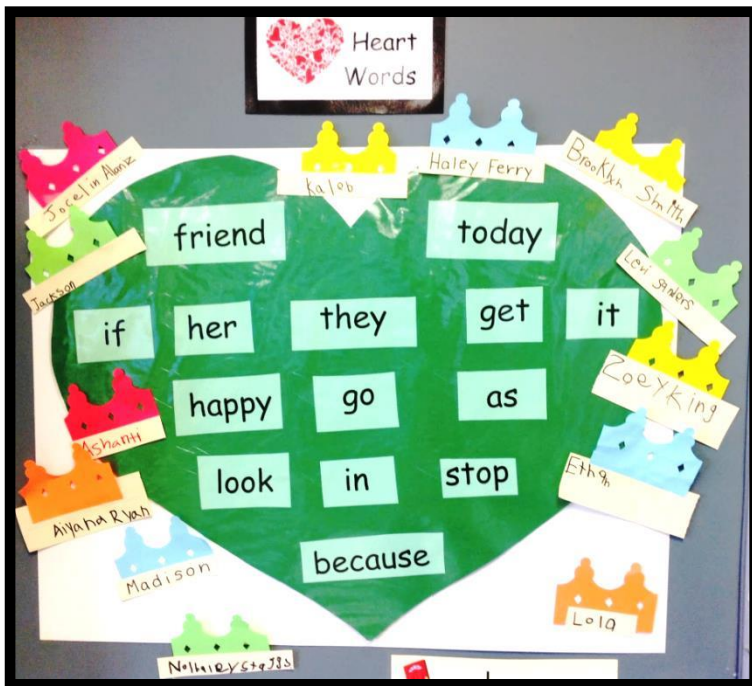 Heart
Words
Jocelin Alaniz
Kaleb
Haley Ferry
Brooklyn Smith
Jackson
friend
today
Levi Sanders
if
her
they
get
it
Zoey King
happy
go
as
Ashanti
look
in
stop
Ethan
Aiyana Ryan
because
Madison
Lola